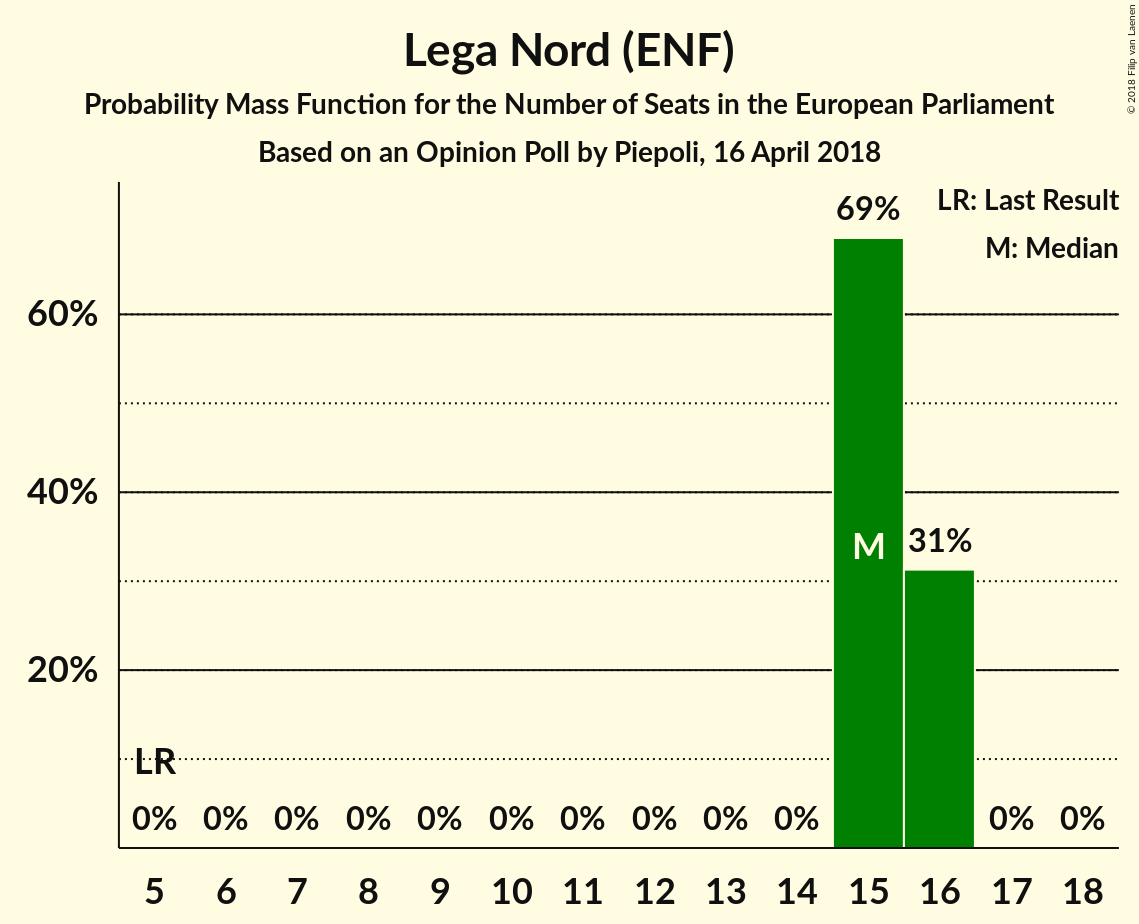 Lega Nord (ENF)
Probability Mass Function for the Number of Seats in the European Parliament
Based on an Opinion Poll by Piepoli, 16 April 2018
© 2018 Filip van Laenen
LR: Last Result
M: Median
69%
60%
40%
M
31%
20%
LR
0% 0% 0% 0% 0% 0% 0% 0% 0% 0% 0% 0%
5 6 7 8 9 10 11 12 13 14 15 16 17 18